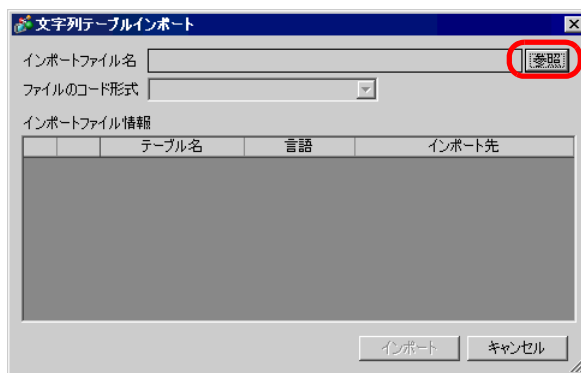 文字列テーブルインポート
インポートファイル名 参照
ファイルのコード形式
インポートファイル情報
テーブル名 言語 インポート先
インポート キャンセル